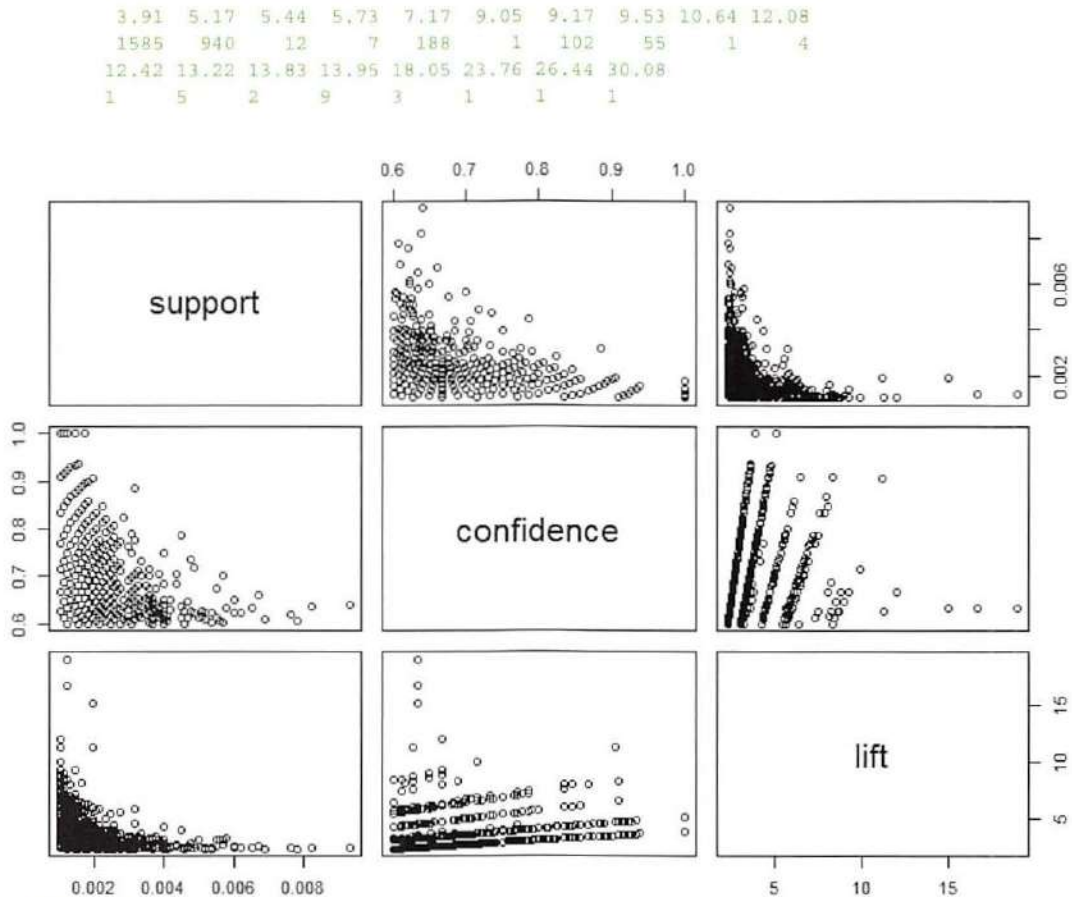 3.91 5.17 5.44 5.73 7.17 9.05 9.17 9.53 10.64 12.08
1585 940 12 7 188 1 102 55 1 4
12.42 13.22 13.83 13.95 18.05 23.76 26.44 30.08
1 5 2 9 3 1 1 1
0.6 0.7 0.8 0.9 1.0
support
0.002 0.006
0.6 0.7 0.8 0.9 1.0
confidence
lift
5 10 15
0.002 0.004 0.006 0.008
5 10 15